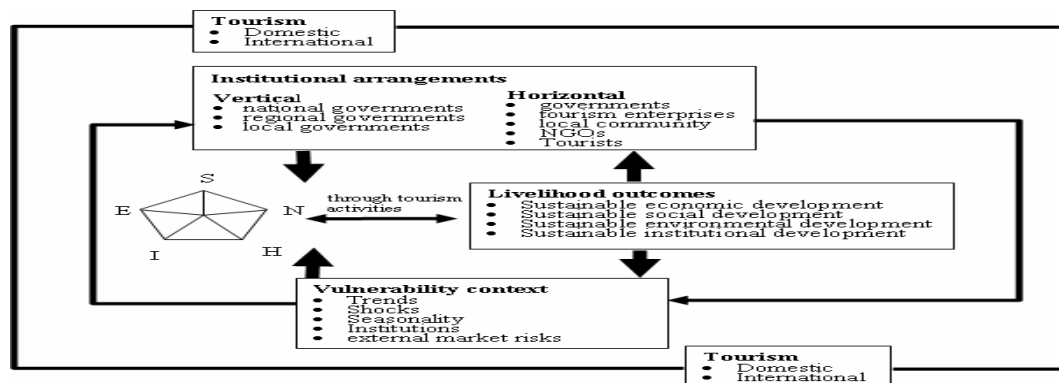 Tourism
● Domestic
● International
Institutional arrangements
Vertical
● national governments
● regional governments
● local governments
Horizontal
● governments
● tourism enterprises
● local community
● NGOs
● Tourists
S
E
N
I
H
through tourism
activities
Livelihood outcomes
● Sustainable economic development
● Sustainable social development
● Sustainable environmental development
● Sustainable institutional development
Vulnerability context
● Trends
● Shocks
● Seasonality
● Institutions
● external market risks
Tourism
● Domestic
● International